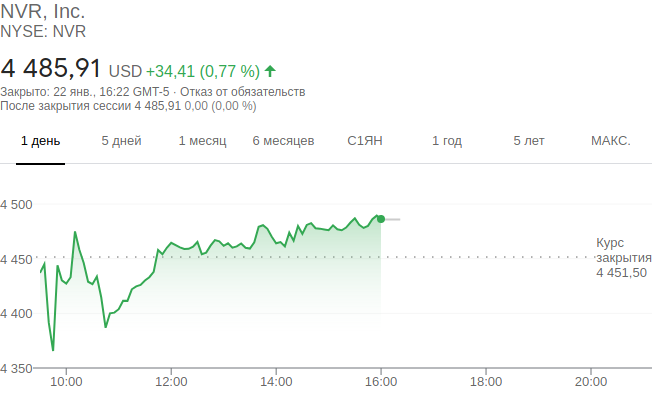 NVR, Inc.
NYSE: NVR
4 485,91 USD +34,41 (0,77 %)
Закрыто: 22 янв., 16:22 GMT-5 · Отказ от обязательств
После закрытия сессии 4 485,91 0,00 (0,00 %)
1 день 5 дней 1 месяц 6 месяцев С1ЯН 1 год 5 лет МАКС.
4 500
4 450
4 400
4 350
Курс
закрытия
4 451,50
10:00 12:00 14:00 16:00 18:00 20:00